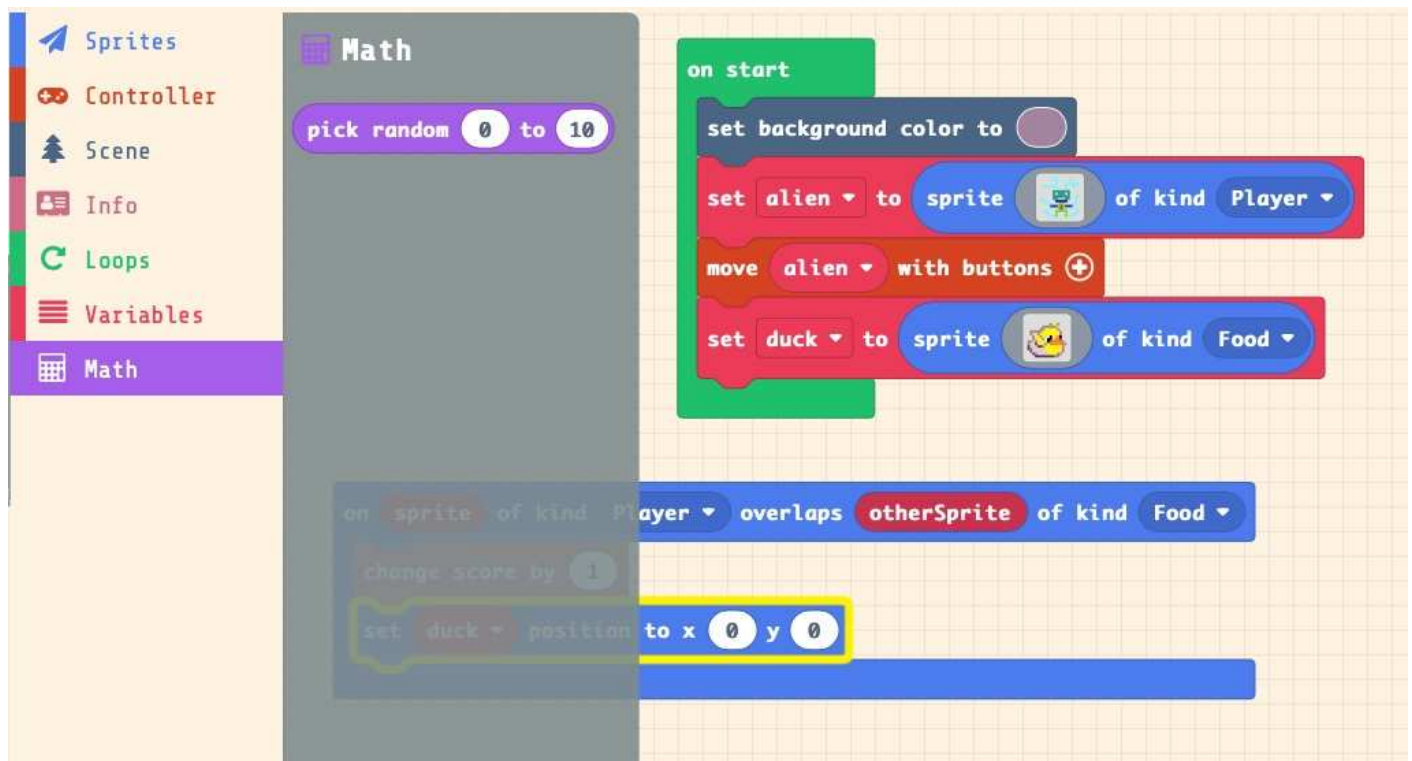 Sprites
Controller
Scene
Info
Loops
Variables
Math
Math
pick random 0 to 10
on start
set background color to
set alien to sprite of kind Player
move alien with buttons
set duck to sprite of kind Food
on sprite of kind Player overlaps otherSprite of kind Food
change score by 1
set duck position to x 0 y 0